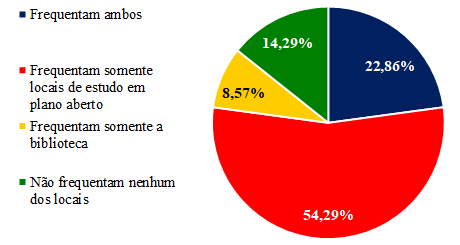 Frequentam ambos
Frequentam somente
locais de estudo em
plano aberto
Frequentam somente a
biblioteca
Não frequentam nenhum
dos locais
14,29%
22,86%
8,57%
54,29%